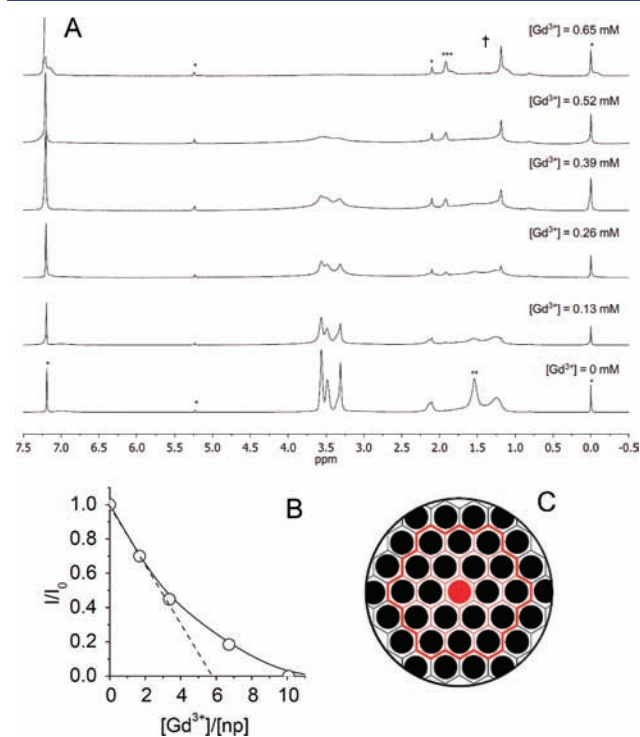 A
[Gd³⁺] = 0.65 mM
*
*
***
†
*
[Gd³⁺] = 0.52 mM
[Gd³⁺] = 0.39 mM
[Gd³⁺] = 0.26 mM
[Gd³⁺] = 0.13 mM
[Gd³⁺] = 0 mM
*
*
**
*
7.5 7.0 6.5 6.0 5.5 5.0 4.5 4.0 3.5 3.0 2.5 2.0 1.5 1.0 0.5 0.0 -0.5
ppm
B
I/I₀
1.0
0.8
0.6
0.4
0.2
0.0
0 2 4 6 8 10
[Gd³⁺]/[np]
C